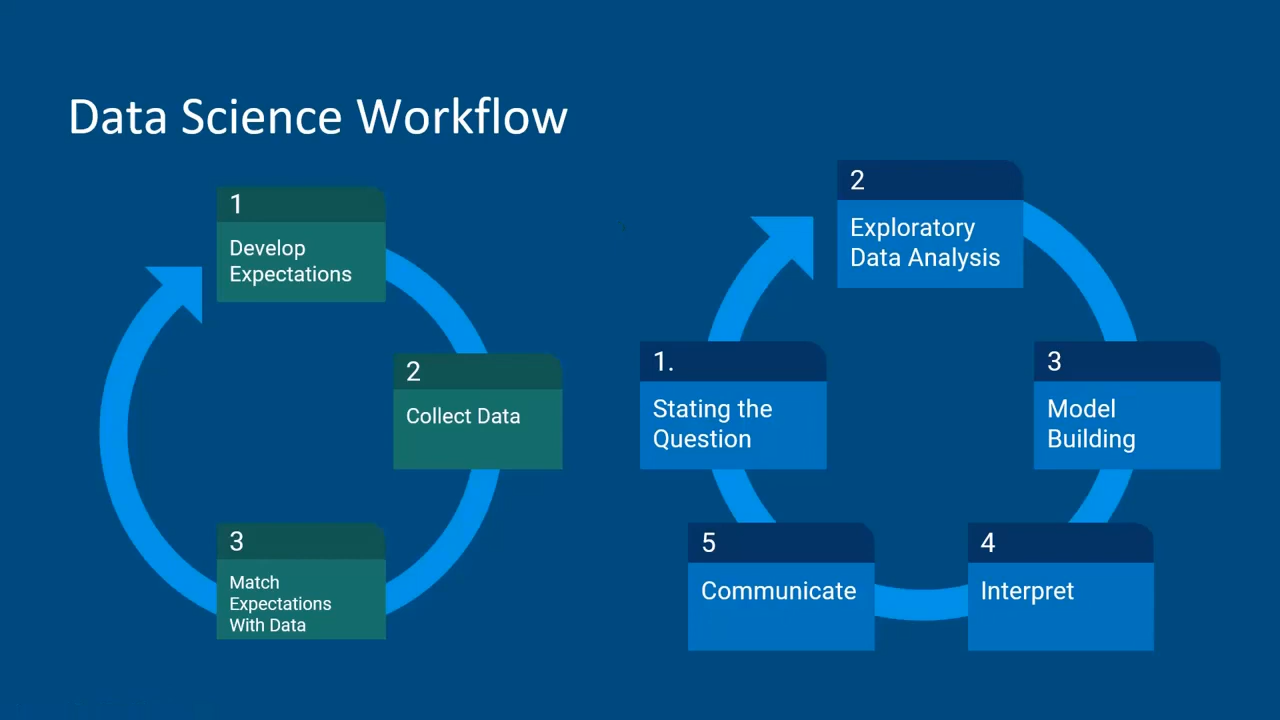 Data Science Workflow
1
Develop
Expectations
2
Collect Data
3
Match
Expectations
With Data
1.
Stating the
Question
2
Exploratory
Data Analysis
3
Model
Building
4
Interpret
5
Communicate